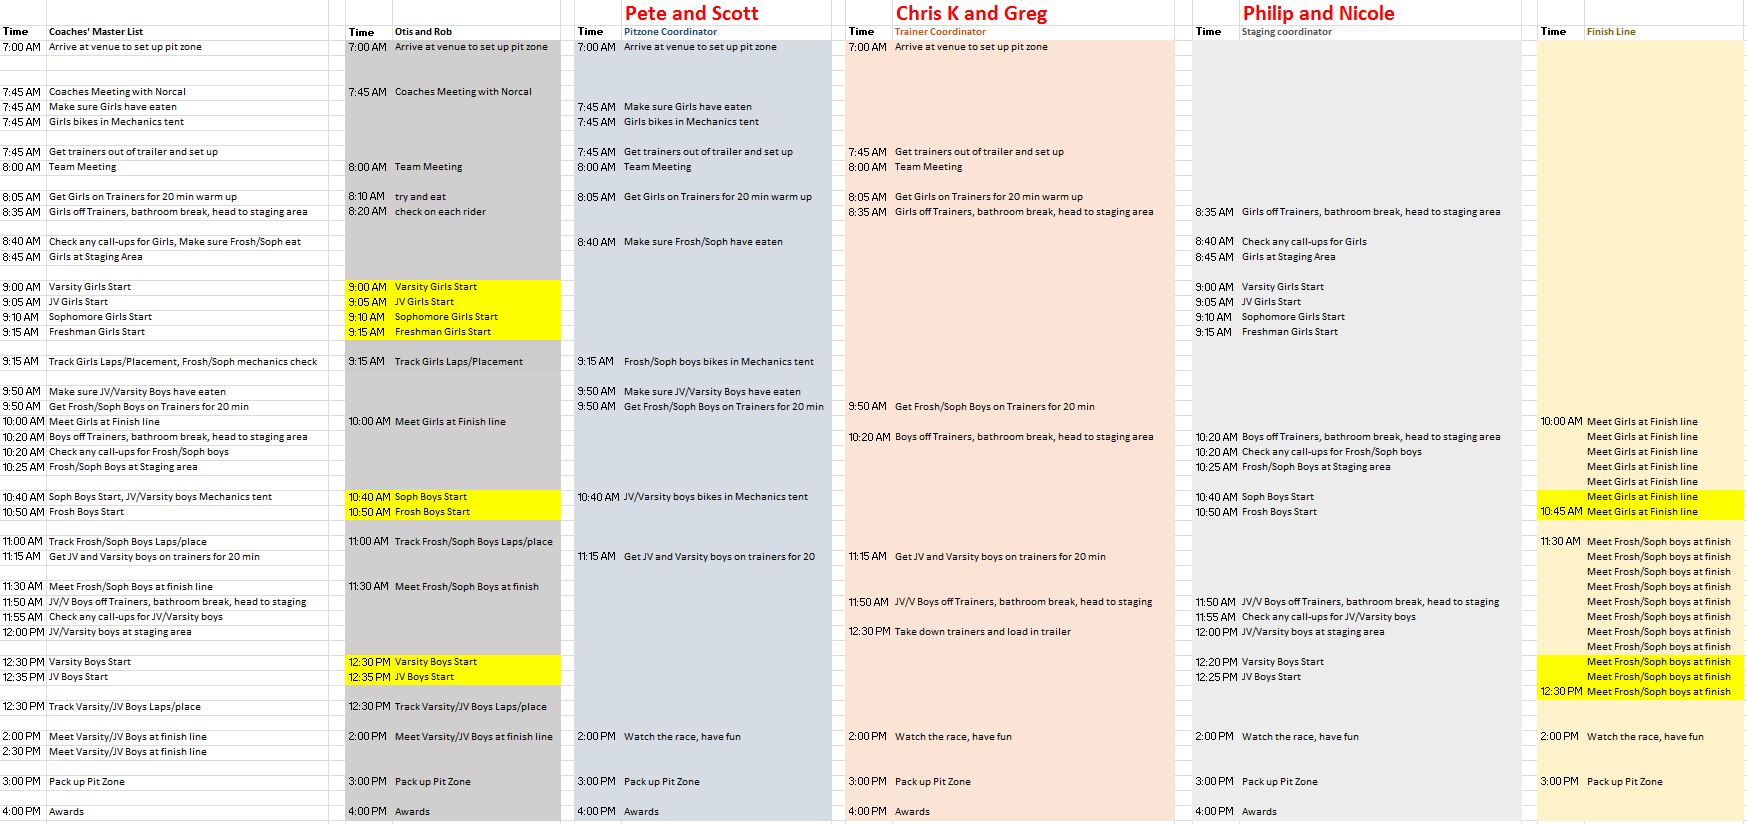 Pete and Scott Chris K and Greg Philip and Nicole
Time Coaches' Master List Time Otis and Rob Time Pitzone Coordinator Time Trainer Coordinator Time Staging coordinator Time Finish Line
7:00 AM Arrive at venue to set up pit zone 7:00 AM Arrive at venue to set up pit zone 7:00 AM Arrive at venue to set up pit zone 7:00 AM Arrive at venue to set up pit zone
7:45 AM Coaches Meeting with Norcal 7:45 AM Coaches Meeting with Norcal
7:45 AM Make sure Girls have eaten 7:45 AM Make sure Girls have eaten
7:45 AM Girls bikes in Mechanics tent 7:45 AM Girls bikes in Mechanics tent
7:45 AM Get trainers out of trailer and set up 7:45 AM Get trainers out of trailer and set up 7:45 AM Get trainers out of trailer and set up
8:00 AM Team Meeting 8:00 AM Team Meeting 8:00 AM Team Meeting 8:00 AM Team Meeting
8:05 AM Get Girls on Trainers for 20 min warm up 8:10 AM try and eat 8:05 AM Get Girls on Trainers for 20 min warm up 8:05 AM Get Girls on Trainers for 20 min warm up
8:35 AM Girls off Trainers, bathroom break, head to staging area 8:20 AM check on each rider 8:35 AM Girls off Trainers, bathroom break, head to staging area 8:35 AM Girls off Trainers, bathroom break, head to staging area
8:40 AM Check any call-ups for Girls, Make sure Frosh/Soph eat 8:40 AM Make sure Frosh/Soph have eaten 8:40 AM Check any call-ups for Girls
8:45 AM Girls at Staging Area 8:45 AM Girls at Staging Area
9:00 AM Varsity Girls Start 9:00 AM Varsity Girls Start 9:00 AM Varsity Girls Start
9:05 AM JV Girls Start 9:05 AM JV Girls Start 9:05 AM JV Girls Start
9:10 AM Sophomore Girls Start 9:10 AM Sophomore Girls Start 9:10 AM Sophomore Girls Start
9:15 AM Freshman Girls Start 9:15 AM Freshman Girls Start 9:15 AM Freshman Girls Start
9:15 AM Track Girls Laps/Placement, Frosh/Soph mechanics check 9:15 AM Track Girls Laps/Placement 9:15 AM Frosh/Soph boys bikes in Mechanics tent
9:50 AM Make sure JV/Varsity Boys have eaten 9:50 AM Make sure JV/Varsity Boys have eaten
9:50 AM Get Frosh/Soph Boys on Trainers for 20 min 9:50 AM Get Frosh/Soph Boys on Trainers for 20 min 9:50 AM Get Frosh/Soph Boys on Trainers for 20 min
10:00 AM Meet Girls at Finish line 10:00 AM Meet Girls at Finish line 10:00 AM Meet Girls at Finish line
10:20 AM Boys off Trainers, bathroom break, head to staging area 10:20 AM Boys off Trainers, bathroom break, head to staging area 10:20 AM Boys off Trainers, bathroom break, head to staging area Meet Girls at Finish line
10:20 AM Check any call-ups for Frosh/Soph boys 10:20 AM Check any call-ups for Frosh/Soph boys Meet Girls at Finish line
10:25 AM Frosh/Soph Boys at Staging area 10:25 AM Frosh/Soph Boys at Staging area Meet Girls at Finish line
Meet Girls at Finish line
10:40 AM Soph Boys Start, JV/Varsity boys Mechanics tent 10:40 AM Soph Boys Start 10:40 AM JV/Varsity boys bikes in Mechanics tent 10:40 AM Soph Boys Start Meet Girls at Finish line
10:50 AM Frosh Boys Start 10:50 AM Frosh Boys Start 10:50 AM Frosh Boys Start 10:45 AM Meet Girls at Finish line
11:00 AM Track Frosh/Soph Boys Laps/place 11:00 AM Track Frosh/Soph Boys Laps/place 11:30 AM Meet Frosh/Soph boys at finish
11:15 AM Get JV and Varsity boys on trainers for 20 min 11:15 AM Get JV and Varsity boys on trainers for 20 11:15 AM Get JV and Varsity boys on trainers for 20 min Meet Frosh/Soph boys at finish
Meet Frosh/Soph boys at finish
11:30 AM Meet Frosh/Soph Boys at finish line 11:30 AM Meet Frosh/Soph Boys at finish Meet Frosh/Soph boys at finish
11:50 AM JV/V Boys off Trainers, bathroom break, head to staging 11:50 AM JV/V Boys off Trainers, bathroom break, head to staging 11:50 AM JV/V Boys off Trainers, bathroom break, head to staging Meet Frosh/Soph boys at finish
11:55 AM Check any call-ups for JV/Varsity boys 11:55 AM Check any call-ups for JV/Varsity boys Meet Frosh/Soph boys at finish
12:00 PM JV/Varsity boys at staging area 12:30 PM Take down trainers and load in trailer 12:00 PM JV/Varsity boys at staging area Meet Frosh/Soph boys at finish
Meet Frosh/Soph boys at finish
12:30 PM Varsity Boys Start 12:30 PM Varsity Boys Start 12:20 PM Varsity Boys Start Meet Frosh/Soph boys at finish
12:35 PM JV Boys Start 12:35 PM JV Boys Start 12:25 PM JV Boys Start Meet Frosh/Soph boys at finish
12:30 PM Meet Frosh/Soph boys at finish
12:30 PM Track Varsity/JV Boys Laps/place 12:30 PM Track Varsity/JV Boys Laps/place
2:00 PM Meet Varsity/JV Boys at finish line 2:00 PM Meet Varsity/JV Boys at finish line 2:00 PM Watch the race, have fun 2:00 PM Watch the race, have fun 2:00 PM Watch the race, have fun 2:00 PM Watch the race, have fun
2:30 PM Meet Varsity/JV Boys at finish line
3:00 PM Pack up Pit Zone 3:00 PM Pack up Pit Zone 3:00 PM Pack up Pit Zone 3:00 PM Pack up Pit Zone 3:00 PM Pack up Pit Zone 3:00 PM Pack up Pit Zone
4:00 PM Awards 4:00 PM Awards 4:00 PM Awards 4:00 PM Awards 4:00 PM Awards